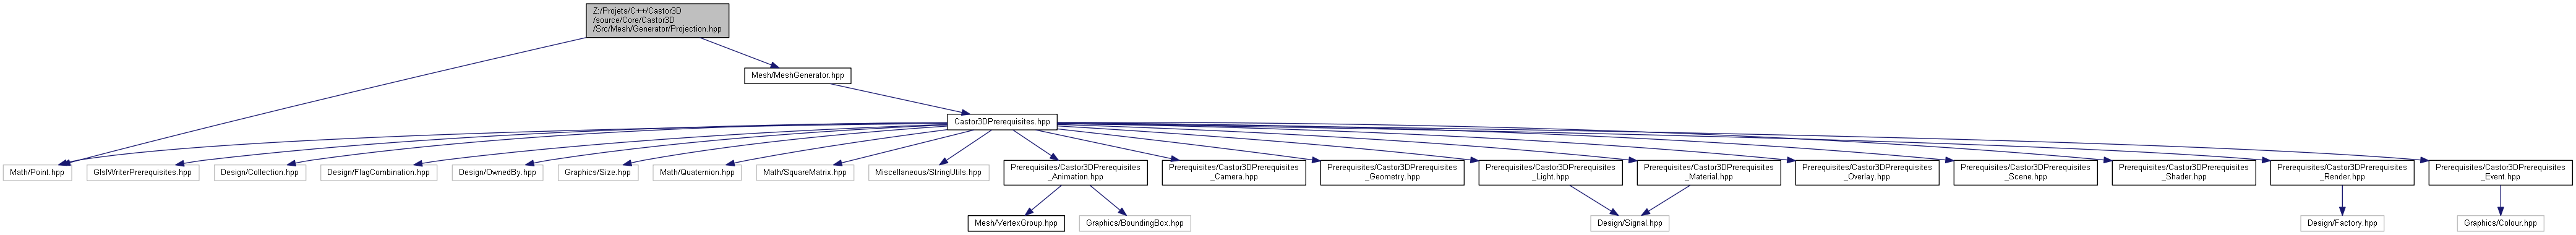 Z:/Projets/C++/Castor3D
/source/Core/Castor3D
/Src/Mesh/Generator/Projection.hpp
Mesh/MeshGenerator.hpp
Castor3DPrerequisites.hpp
Math/Point.hpp
GlslWriterPrerequisites.hpp
Design/Collection.hpp
Design/FlagCombination.hpp
Design/OwnedBy.hpp
Graphics/Size.hpp
Math/Quaternion.hpp
Math/SquareMatrix.hpp
Miscellaneous/StringUtils.hpp
Prerequisites/Castor3DPrerequisites
_Animation.hpp
Prerequisites/Castor3DPrerequisites
_Camera.hpp
Prerequisites/Castor3DPrerequisites
_Geometry.hpp
Prerequisites/Castor3DPrerequisites
_Light.hpp
Prerequisites/Castor3DPrerequisites
_Material.hpp
Prerequisites/Castor3DPrerequisites
_Overlay.hpp
Prerequisites/Castor3DPrerequisites
_Scene.hpp
Prerequisites/Castor3DPrerequisites
_Shader.hpp
Prerequisites/Castor3DPrerequisites
_Render.hpp
Prerequisites/Castor3DPrerequisites
_Event.hpp
Mesh/VertexGroup.hpp
Graphics/BoundingBox.hpp
Design/Signal.hpp
Design/Factory.hpp
Graphics/Colour.hpp